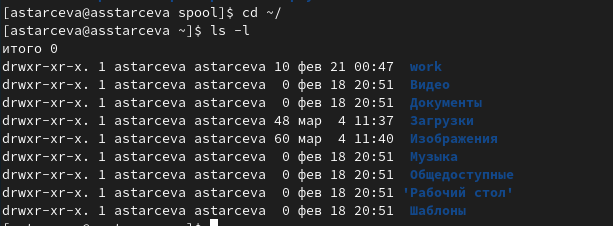 [astarceva@asstarceva spool]$ cd ~/
[astarceva@asstarceva ~]$ ls -l
итого 0
drwxr-xr-x. 1 astarceva astarceva 10 фев 21 00:47  work
drwxr-xr-x. 1 astarceva astarceva  0 фев 18 20:51  Видео
drwxr-xr-x. 1 astarceva astarceva  0 фев 18 20:51  Документы
drwxr-xr-x. 1 astarceva astarceva 48 мар  4 11:37  Загрузки
drwxr-xr-x. 1 astarceva astarceva 60 мар  4 11:40  Изображения
drwxr-xr-x. 1 astarceva astarceva  0 фев 18 20:51  Музыка
drwxr-xr-x. 1 astarceva astarceva  0 фев 18 20:51  Общедоступные
drwxr-xr-x. 1 astarceva astarceva  0 фев 18 20:51 'Рабочий стол'
drwxr-xr-x. 1 astarceva astarceva  0 фев 18 20:51  Шаблоны
[astarceva@asstarceva ~]$